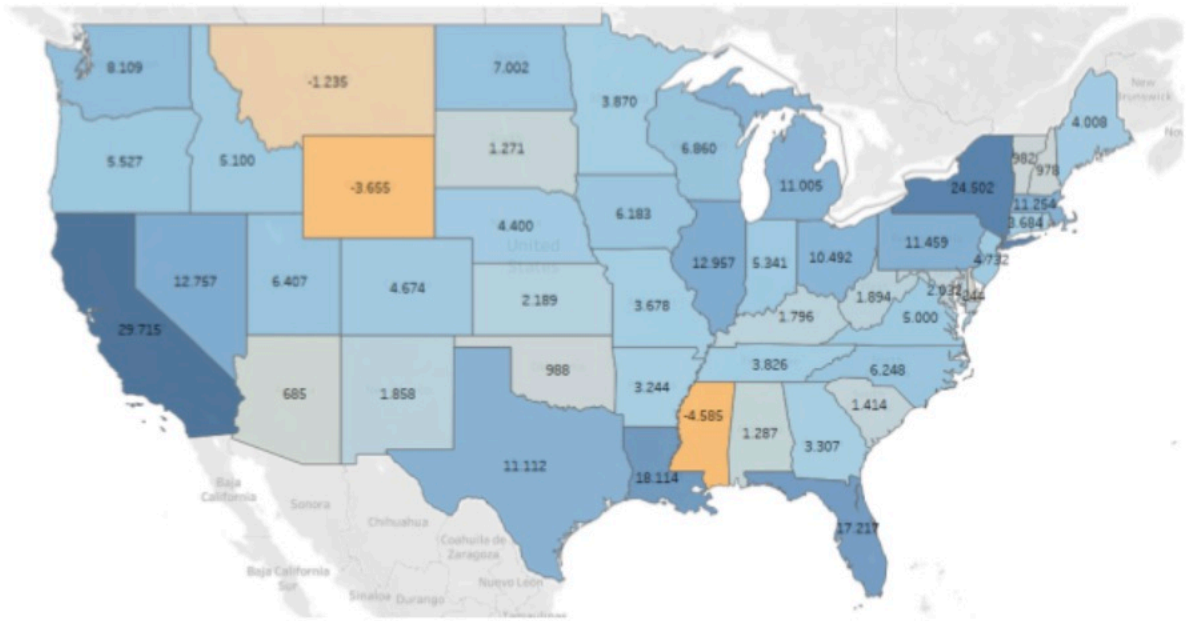 8.109
-1.235
7.002
3.870
New
Brunswick
4.008
5.527
5.100
-3.655
1.271
6.860
11.005
982
978
24.502
11.254
3.684
4.400
6.183
United
States
12.757
6.407
4.674
12.957
5.341
10.492
11.459
4.732
2.189
3.678
1.894
244
29.715
1.796
5.000
685
1.858
988
3.244
3.826
6.248
-4.585
1.287
3.307
1.414
11.112
18.114
17.217
Baja
California
Sonora
Chihuahua
Coahuila de
Zaragoza
Nuevo León
Baja California
Sur
Sinaloa
Durango
Tamaulipas